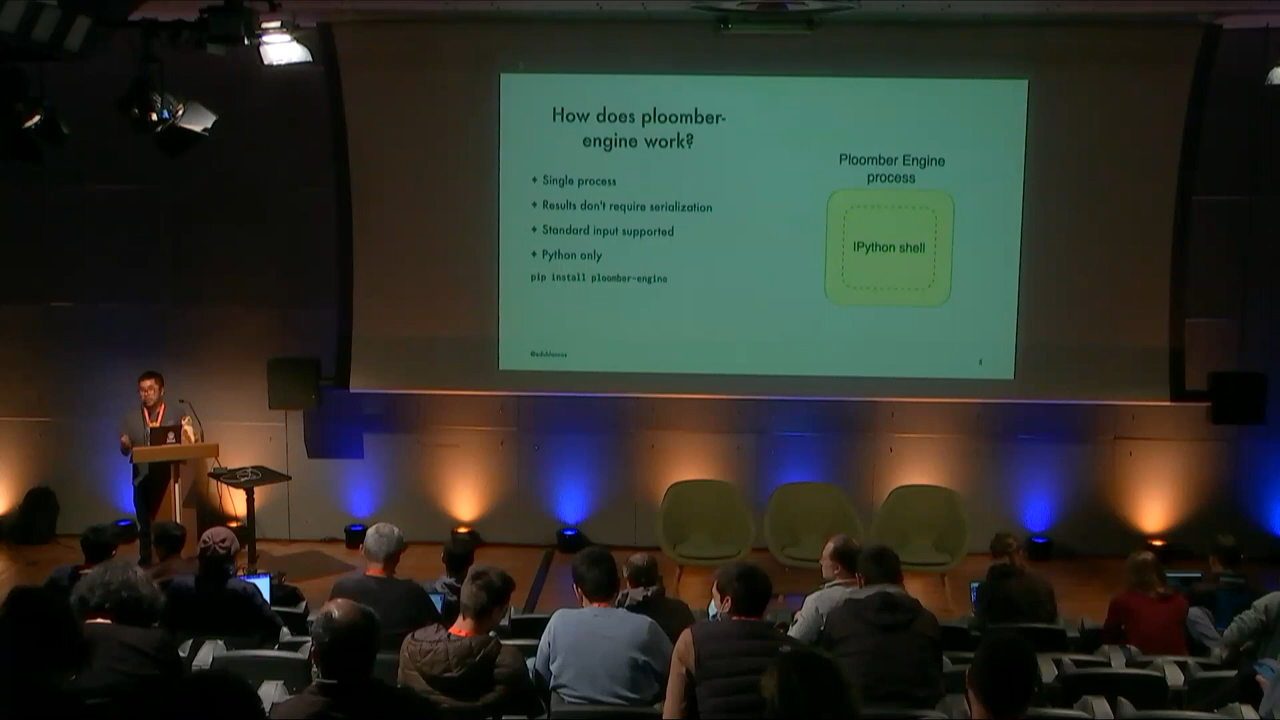 How does ploomber-
engine work?
+ Single process
+ Results don't require serialization
+ Standard input supported
+ Python only
pip install ploomber-engine
Ploomber Engine
process
IPython shell